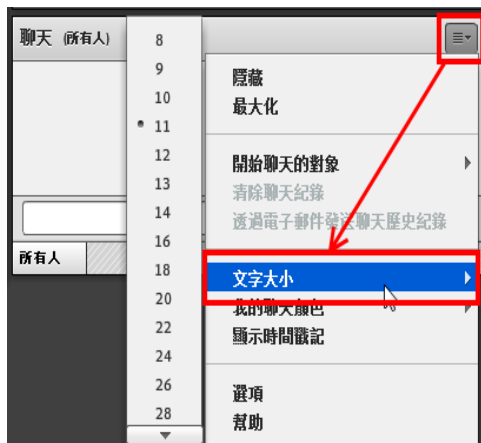 聊天 (所有人)
8
9
10
• 11
12
13
14
16
18
20
22
24
26
28
隱藏
最大化
開始聊天的對象
清除聊天紀錄
透過電子郵件發送聊天歷史紀錄
文字大小
我的聊天顏色
顯示時間戳記
選項
幫助
所有人